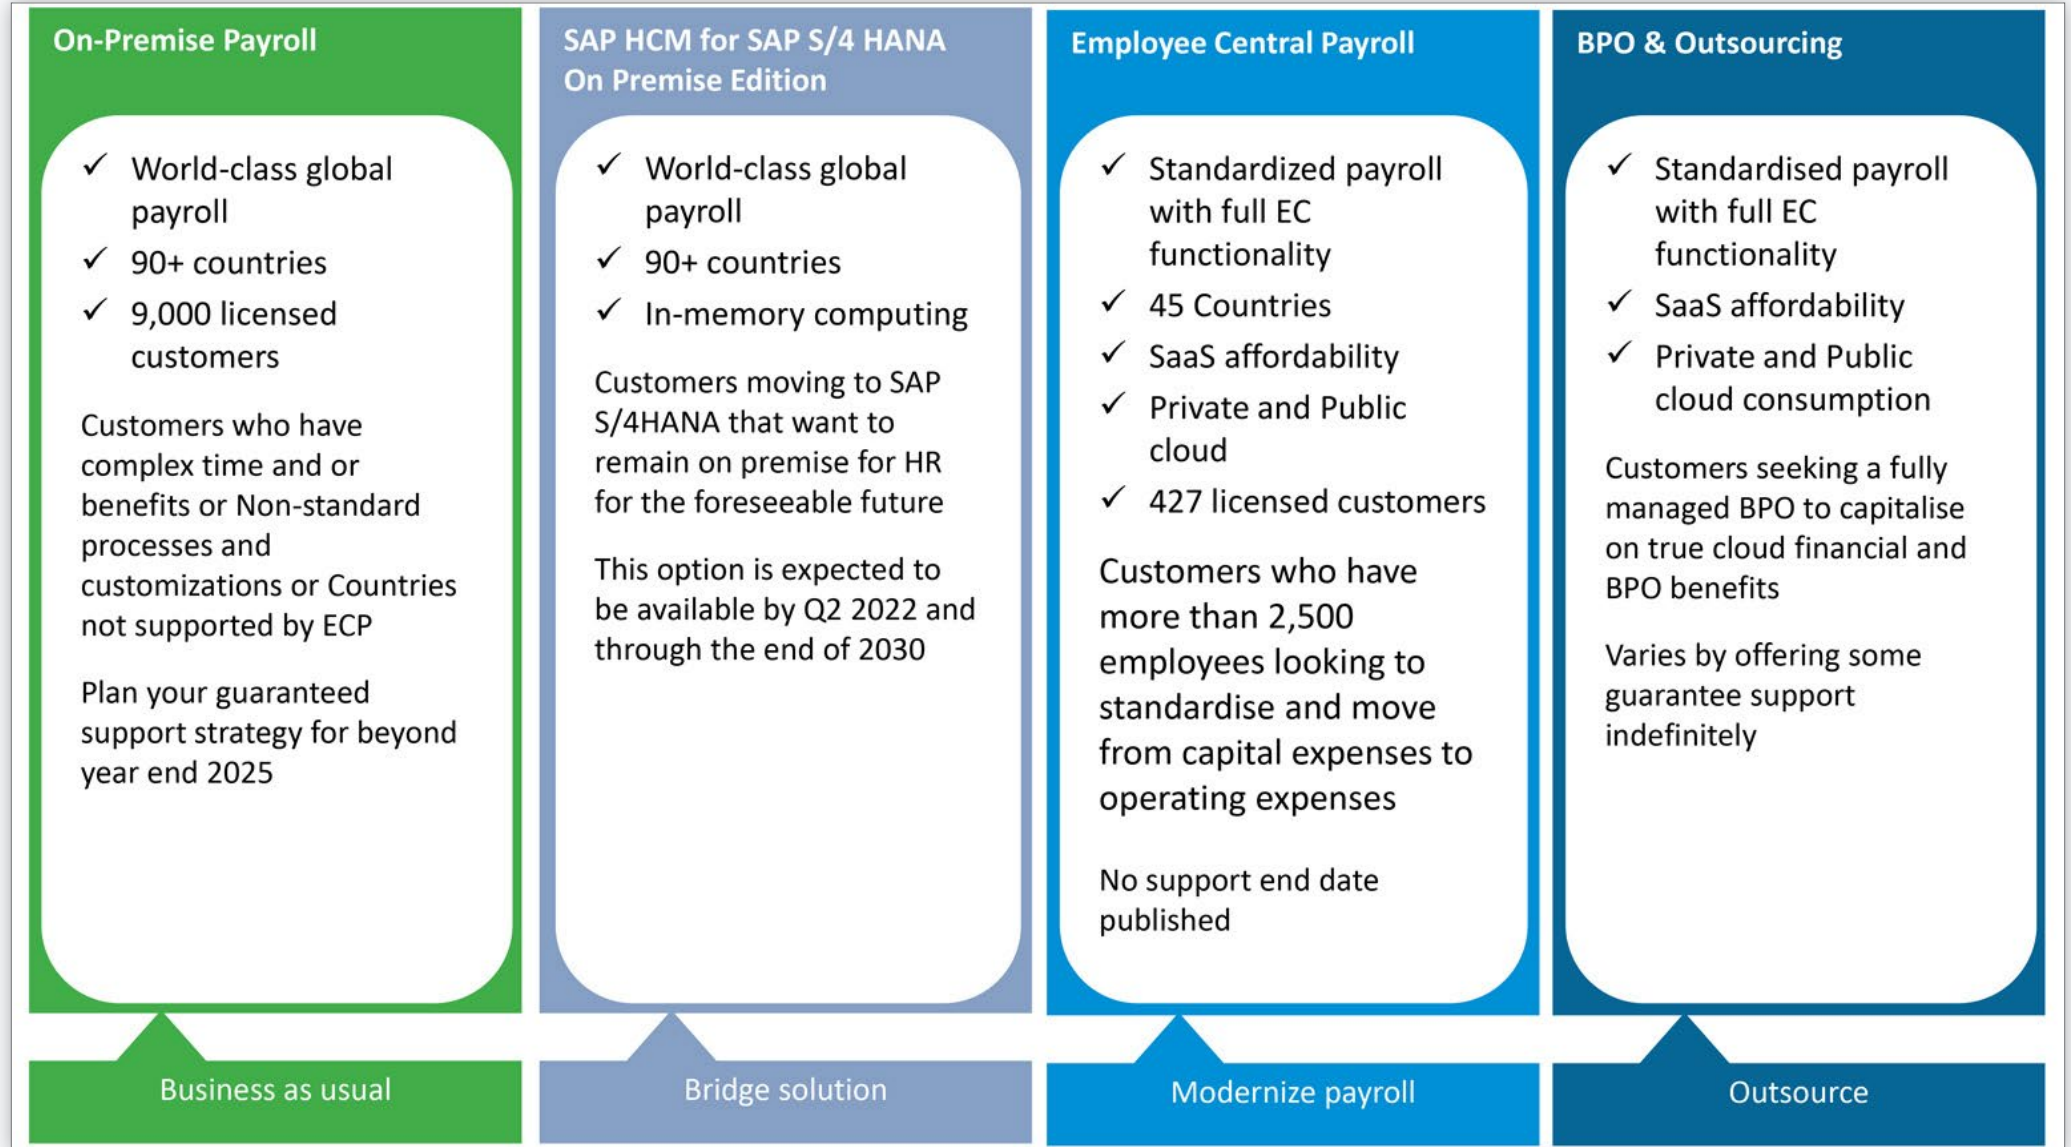 On-Premise Payroll
✓ World-class global
payroll
✓ 90+ countries
✓ 9,000 licensed
customers
Customers who have
complex time and or
benefits or Non-standard
processes and
customizations or Countries
not supported by ECP
Plan your guaranteed
support strategy for beyond
year end 2025
Business as usual
SAP HCM for SAP S/4 HANA
On Premise Edition
✓ World-class global
payroll
✓ 90+ countries
✓ In-memory computing
Customers moving to SAP
S/4HANA that want to
remain on premise for HR
for the foreseeable future
This option is expected to
be available by Q2 2022 and
through the end of 2030
Bridge solution
Employee Central Payroll
✓ Standardized payroll
with full EC
functionality
✓ 45 Countries
✓ SaaS affordability
✓ Private and Public
cloud
✓ 427 licensed customers
Customers who have
more than 2,500
employees looking to
standardise and move
from capital expenses to
operating expenses
No support end date
published
Modernize payroll
BPO & Outsourcing
✓ Standardised payroll
with full EC
functionality
✓ SaaS affordability
✓ Private and Public
cloud consumption
Customers seeking a fully
managed BPO to capitalise
on true cloud financial and
BPO benefits
Varies by offering some
guarantee support
indefinitely
Outsource